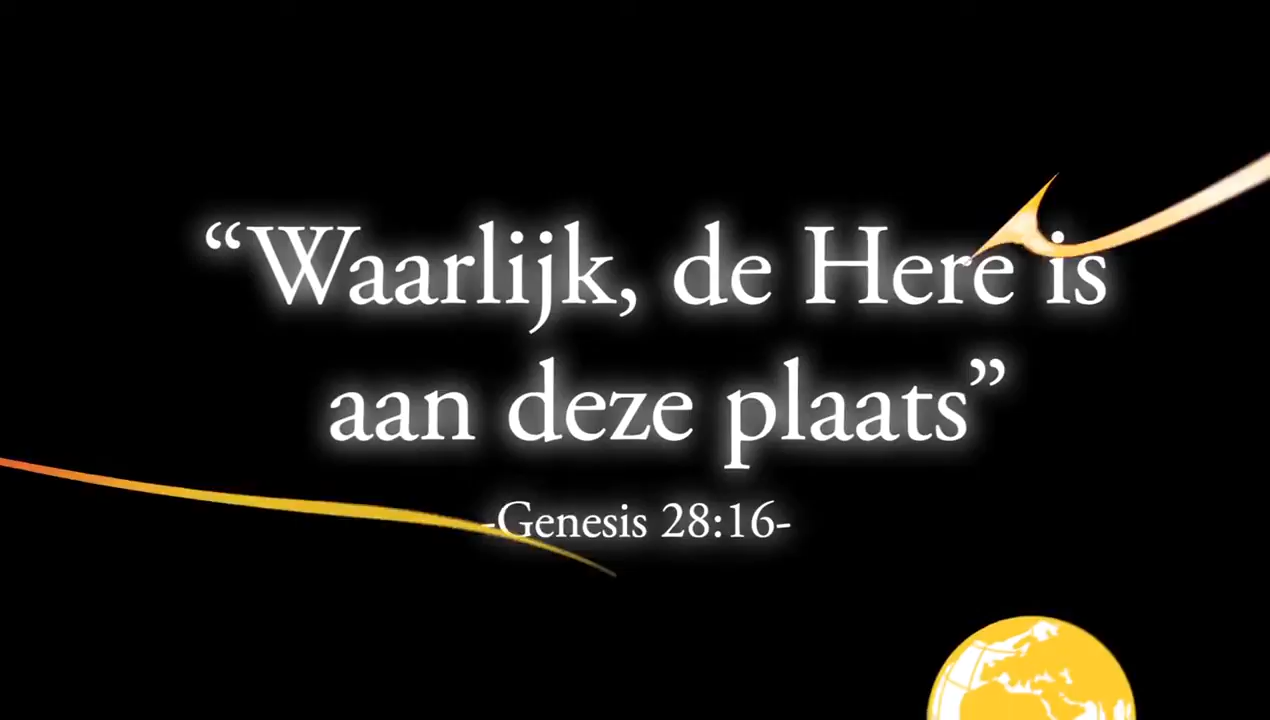 “Waarlijk, de Here is
aan deze plaats”
-Genesis 28:16-